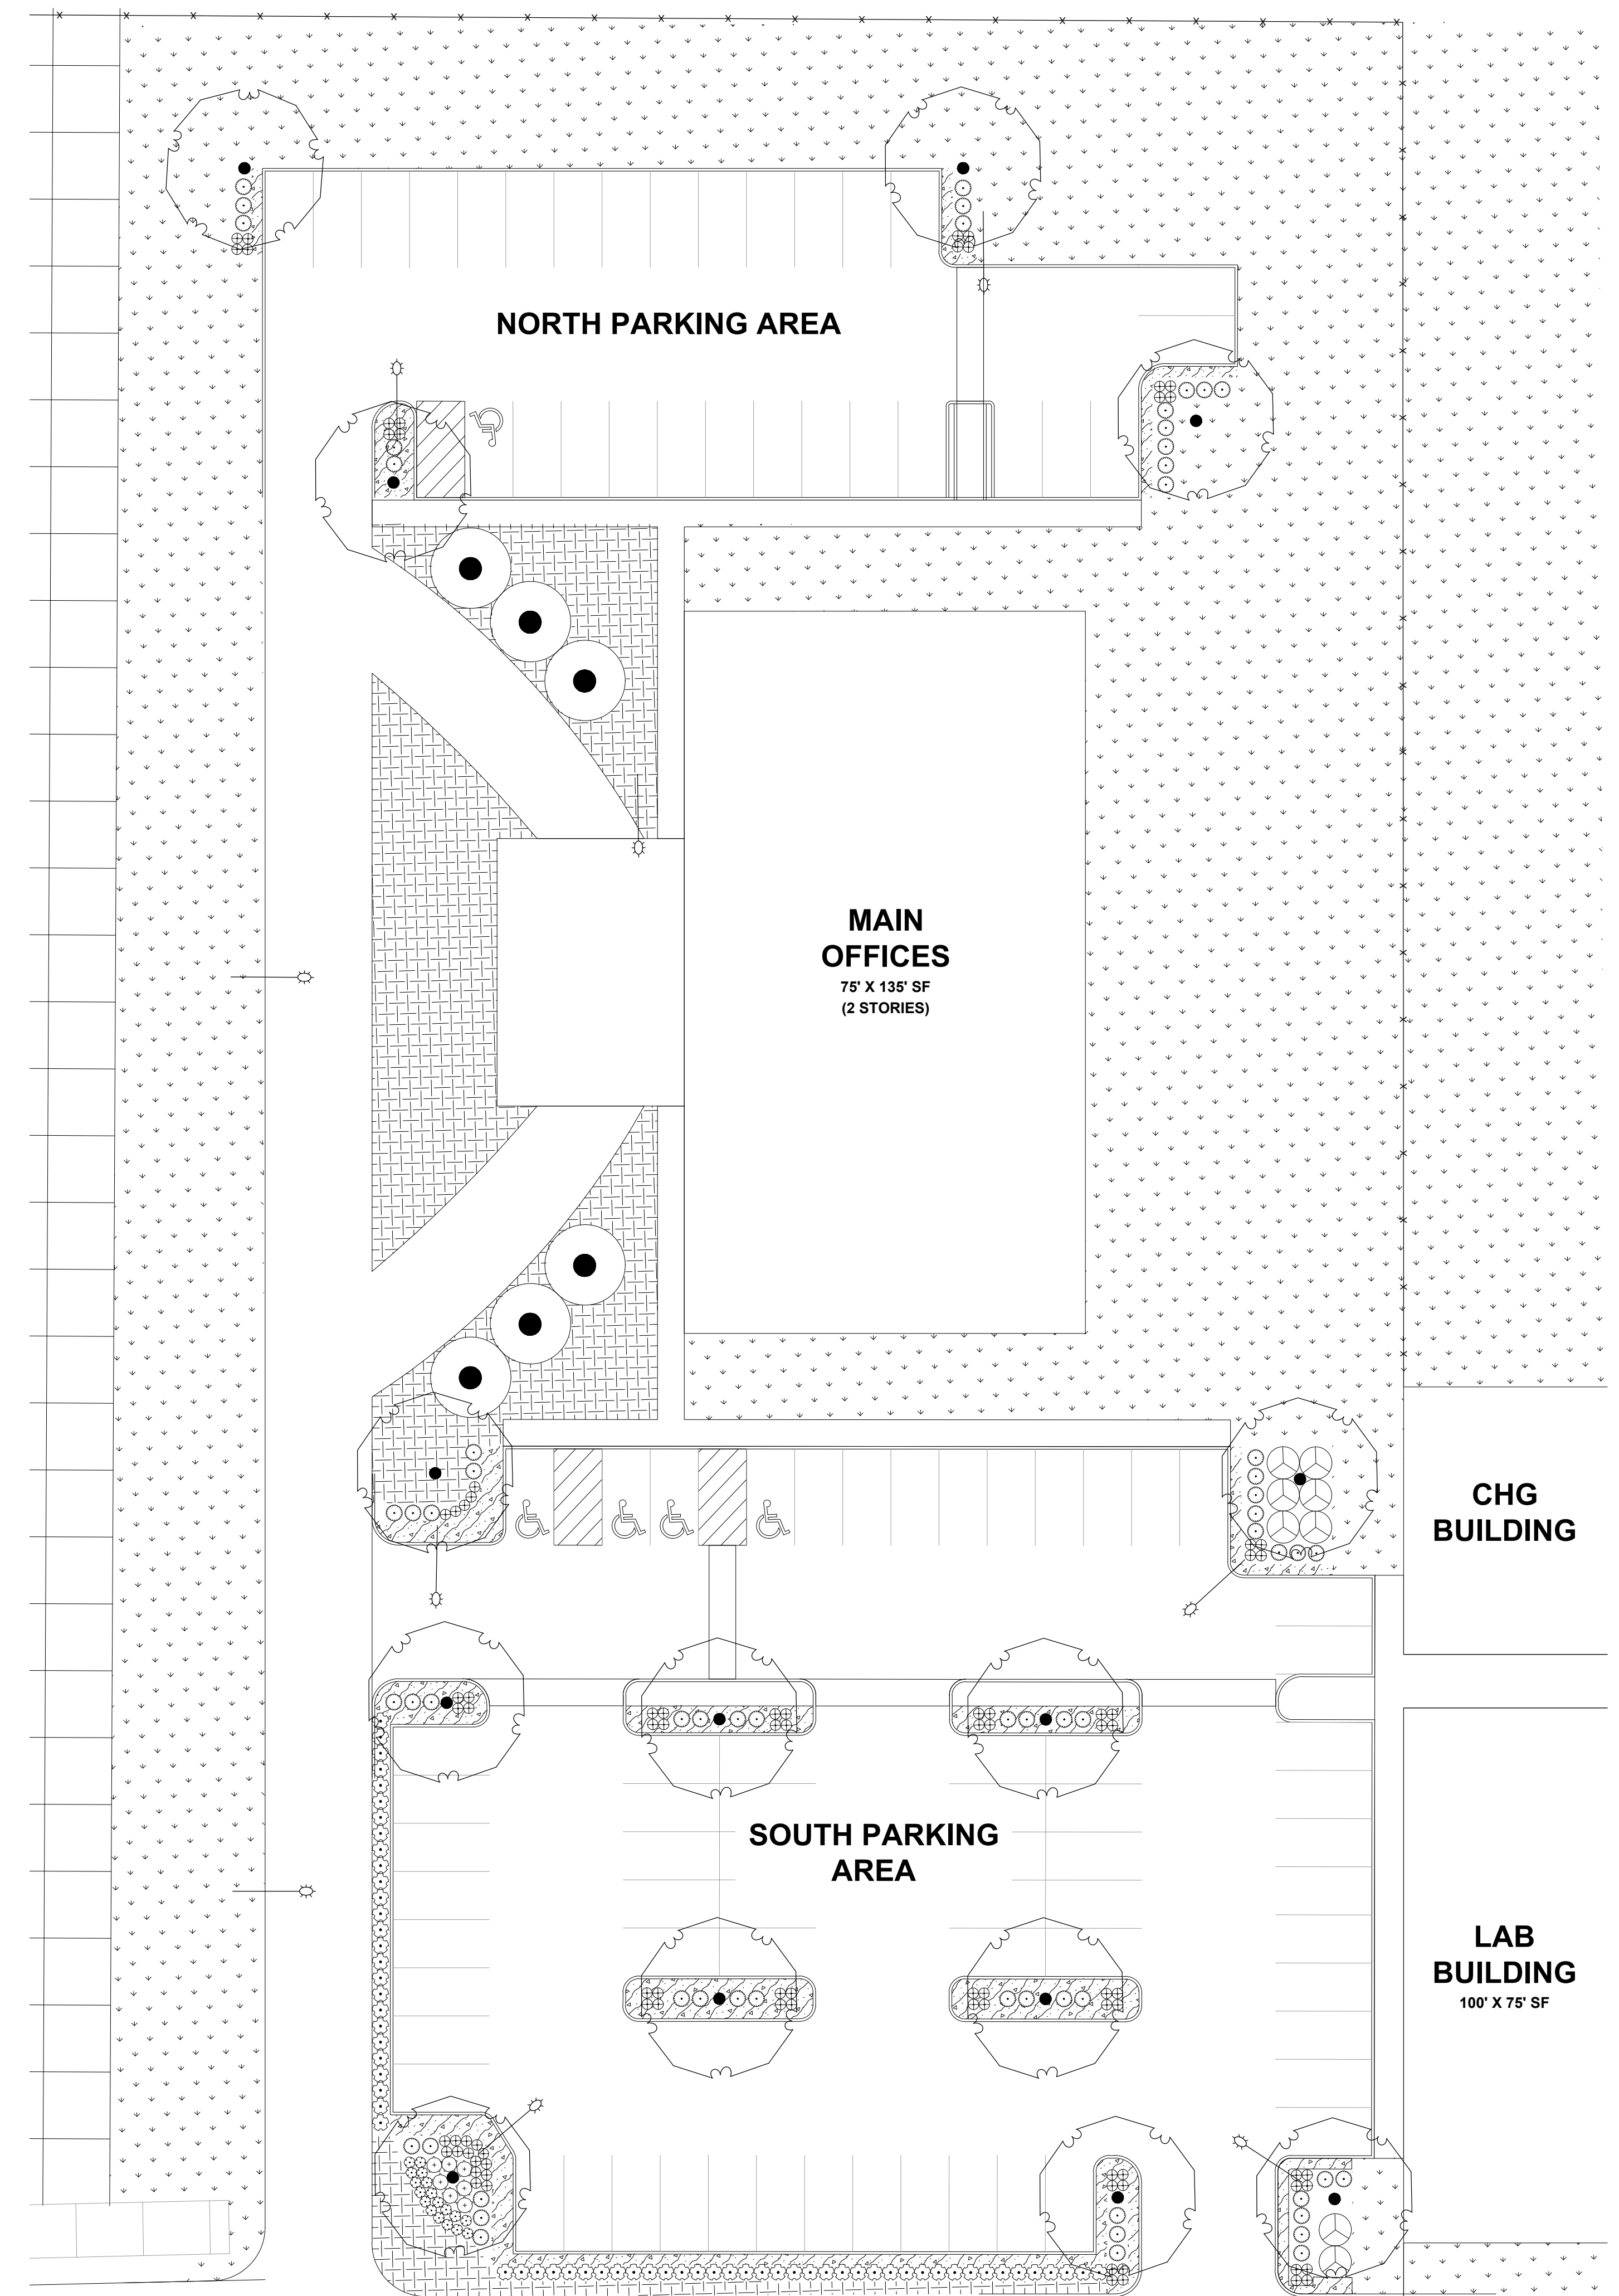 NORTH PARKING AREA
MAIN
OFFICES
75' X 135' SF
(2 STORIES)
CHG
BUILDING
SOUTH PARKING
AREA
LAB
BUILDING
100' X 75' SF